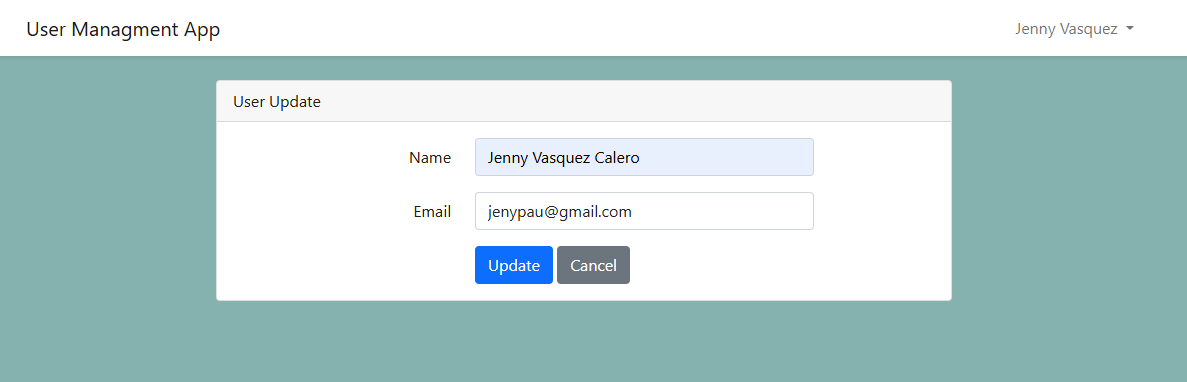 User Managment App
Jenny Vasquez
User Update
Name
Jenny Vasquez Calero
Email
jenypau@gmail.com
Update Cancel